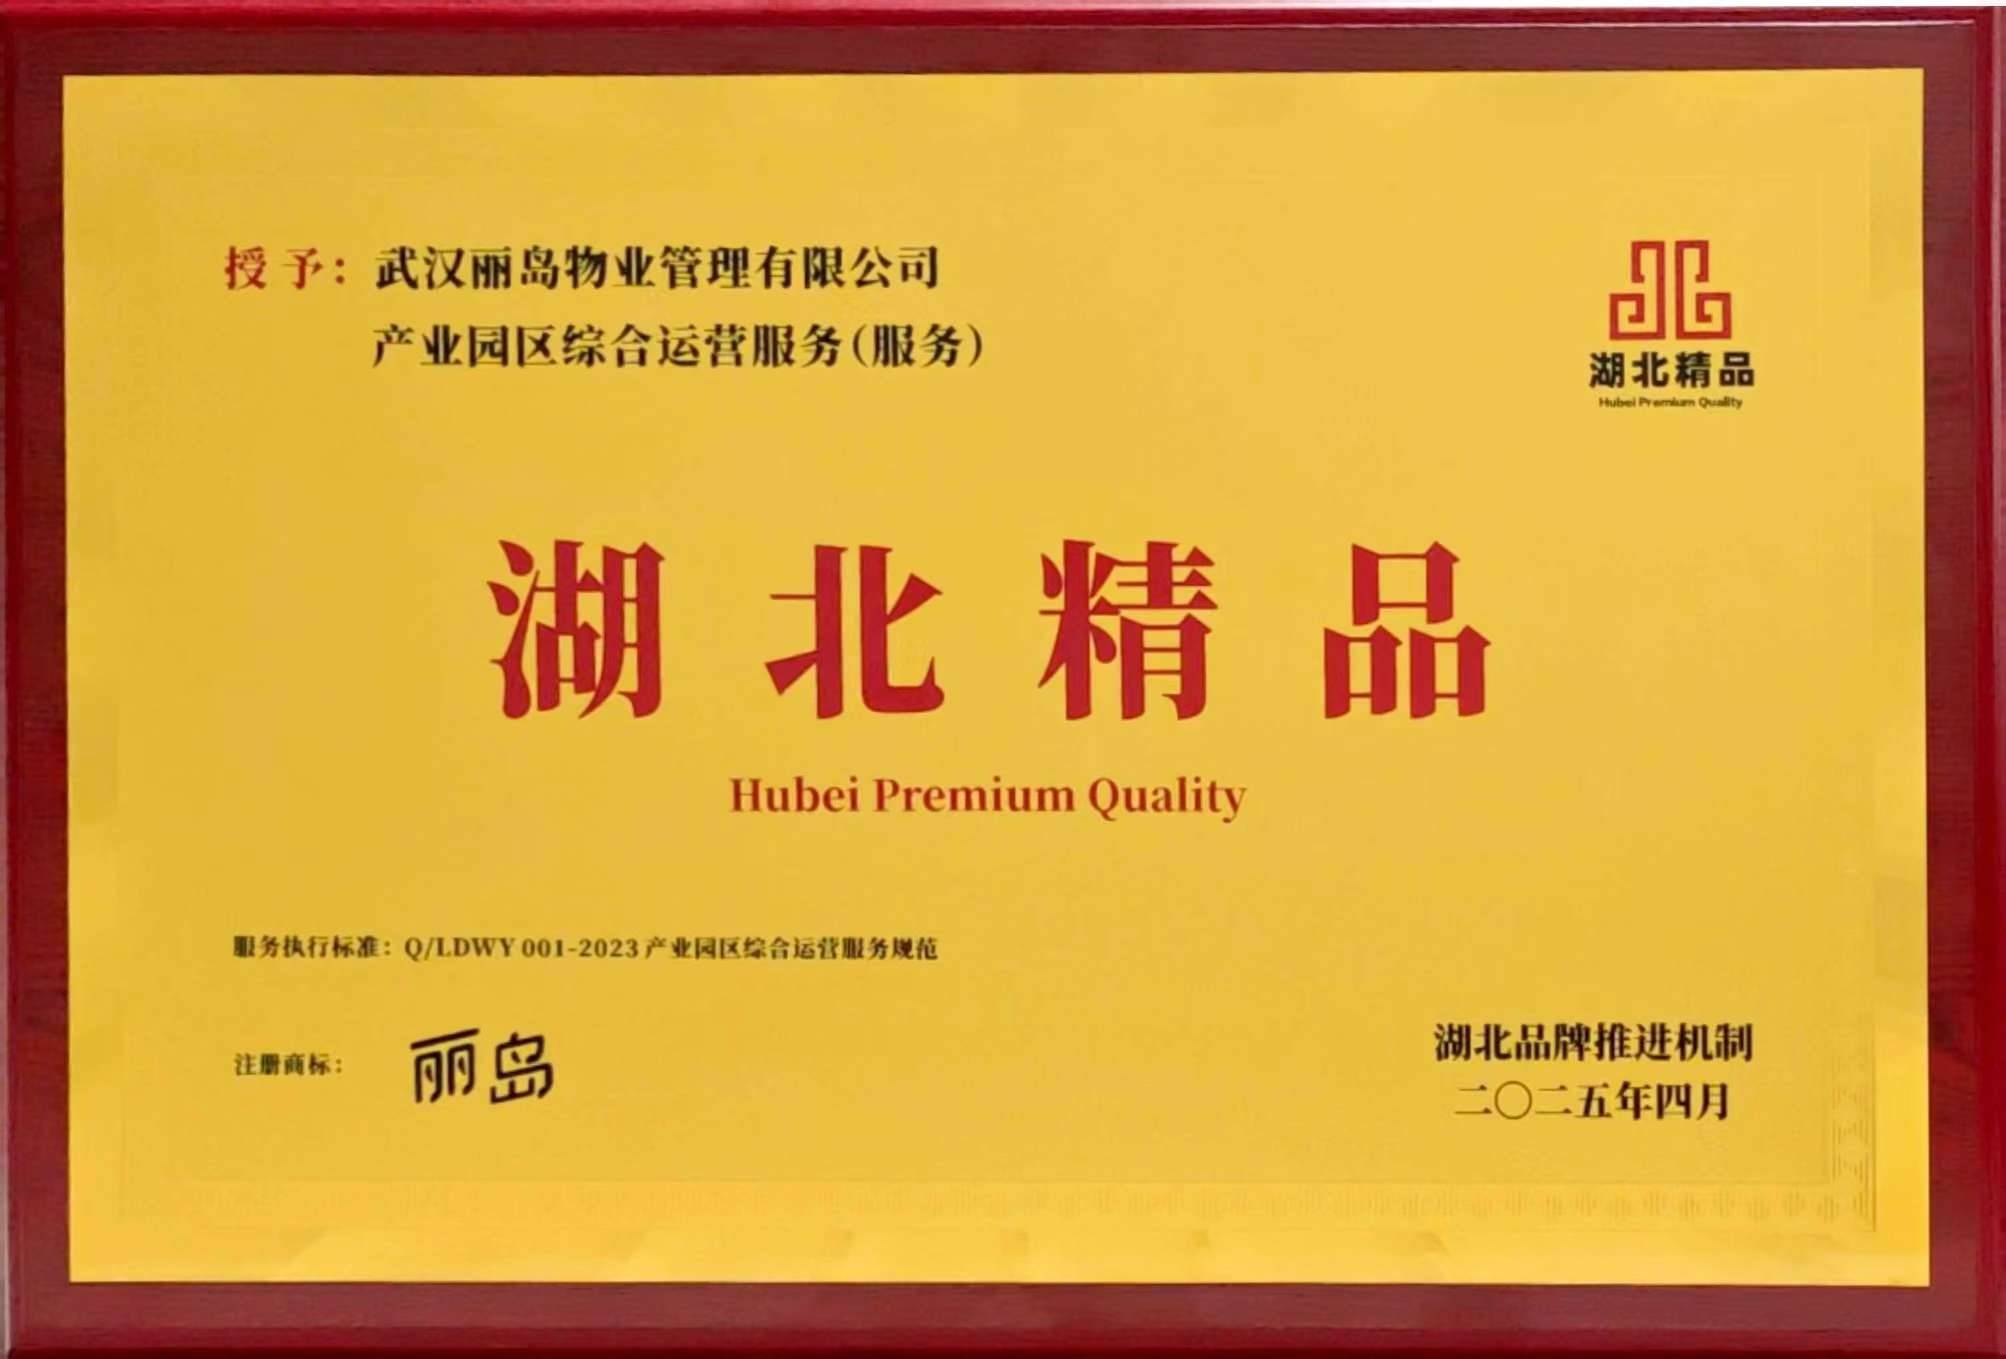 授予：武汉丽岛物业管理有限公司
产业园区综合运营服务（服务）
湖北精品
Hubei Premium Quality
湖北精品
Hubei Premium Quality
服务执行标准：Q/LDWY 001-2023 产业园区综合运营服务规范
注册商标：丽岛
湖北品牌推进机制
二〇二五年四月